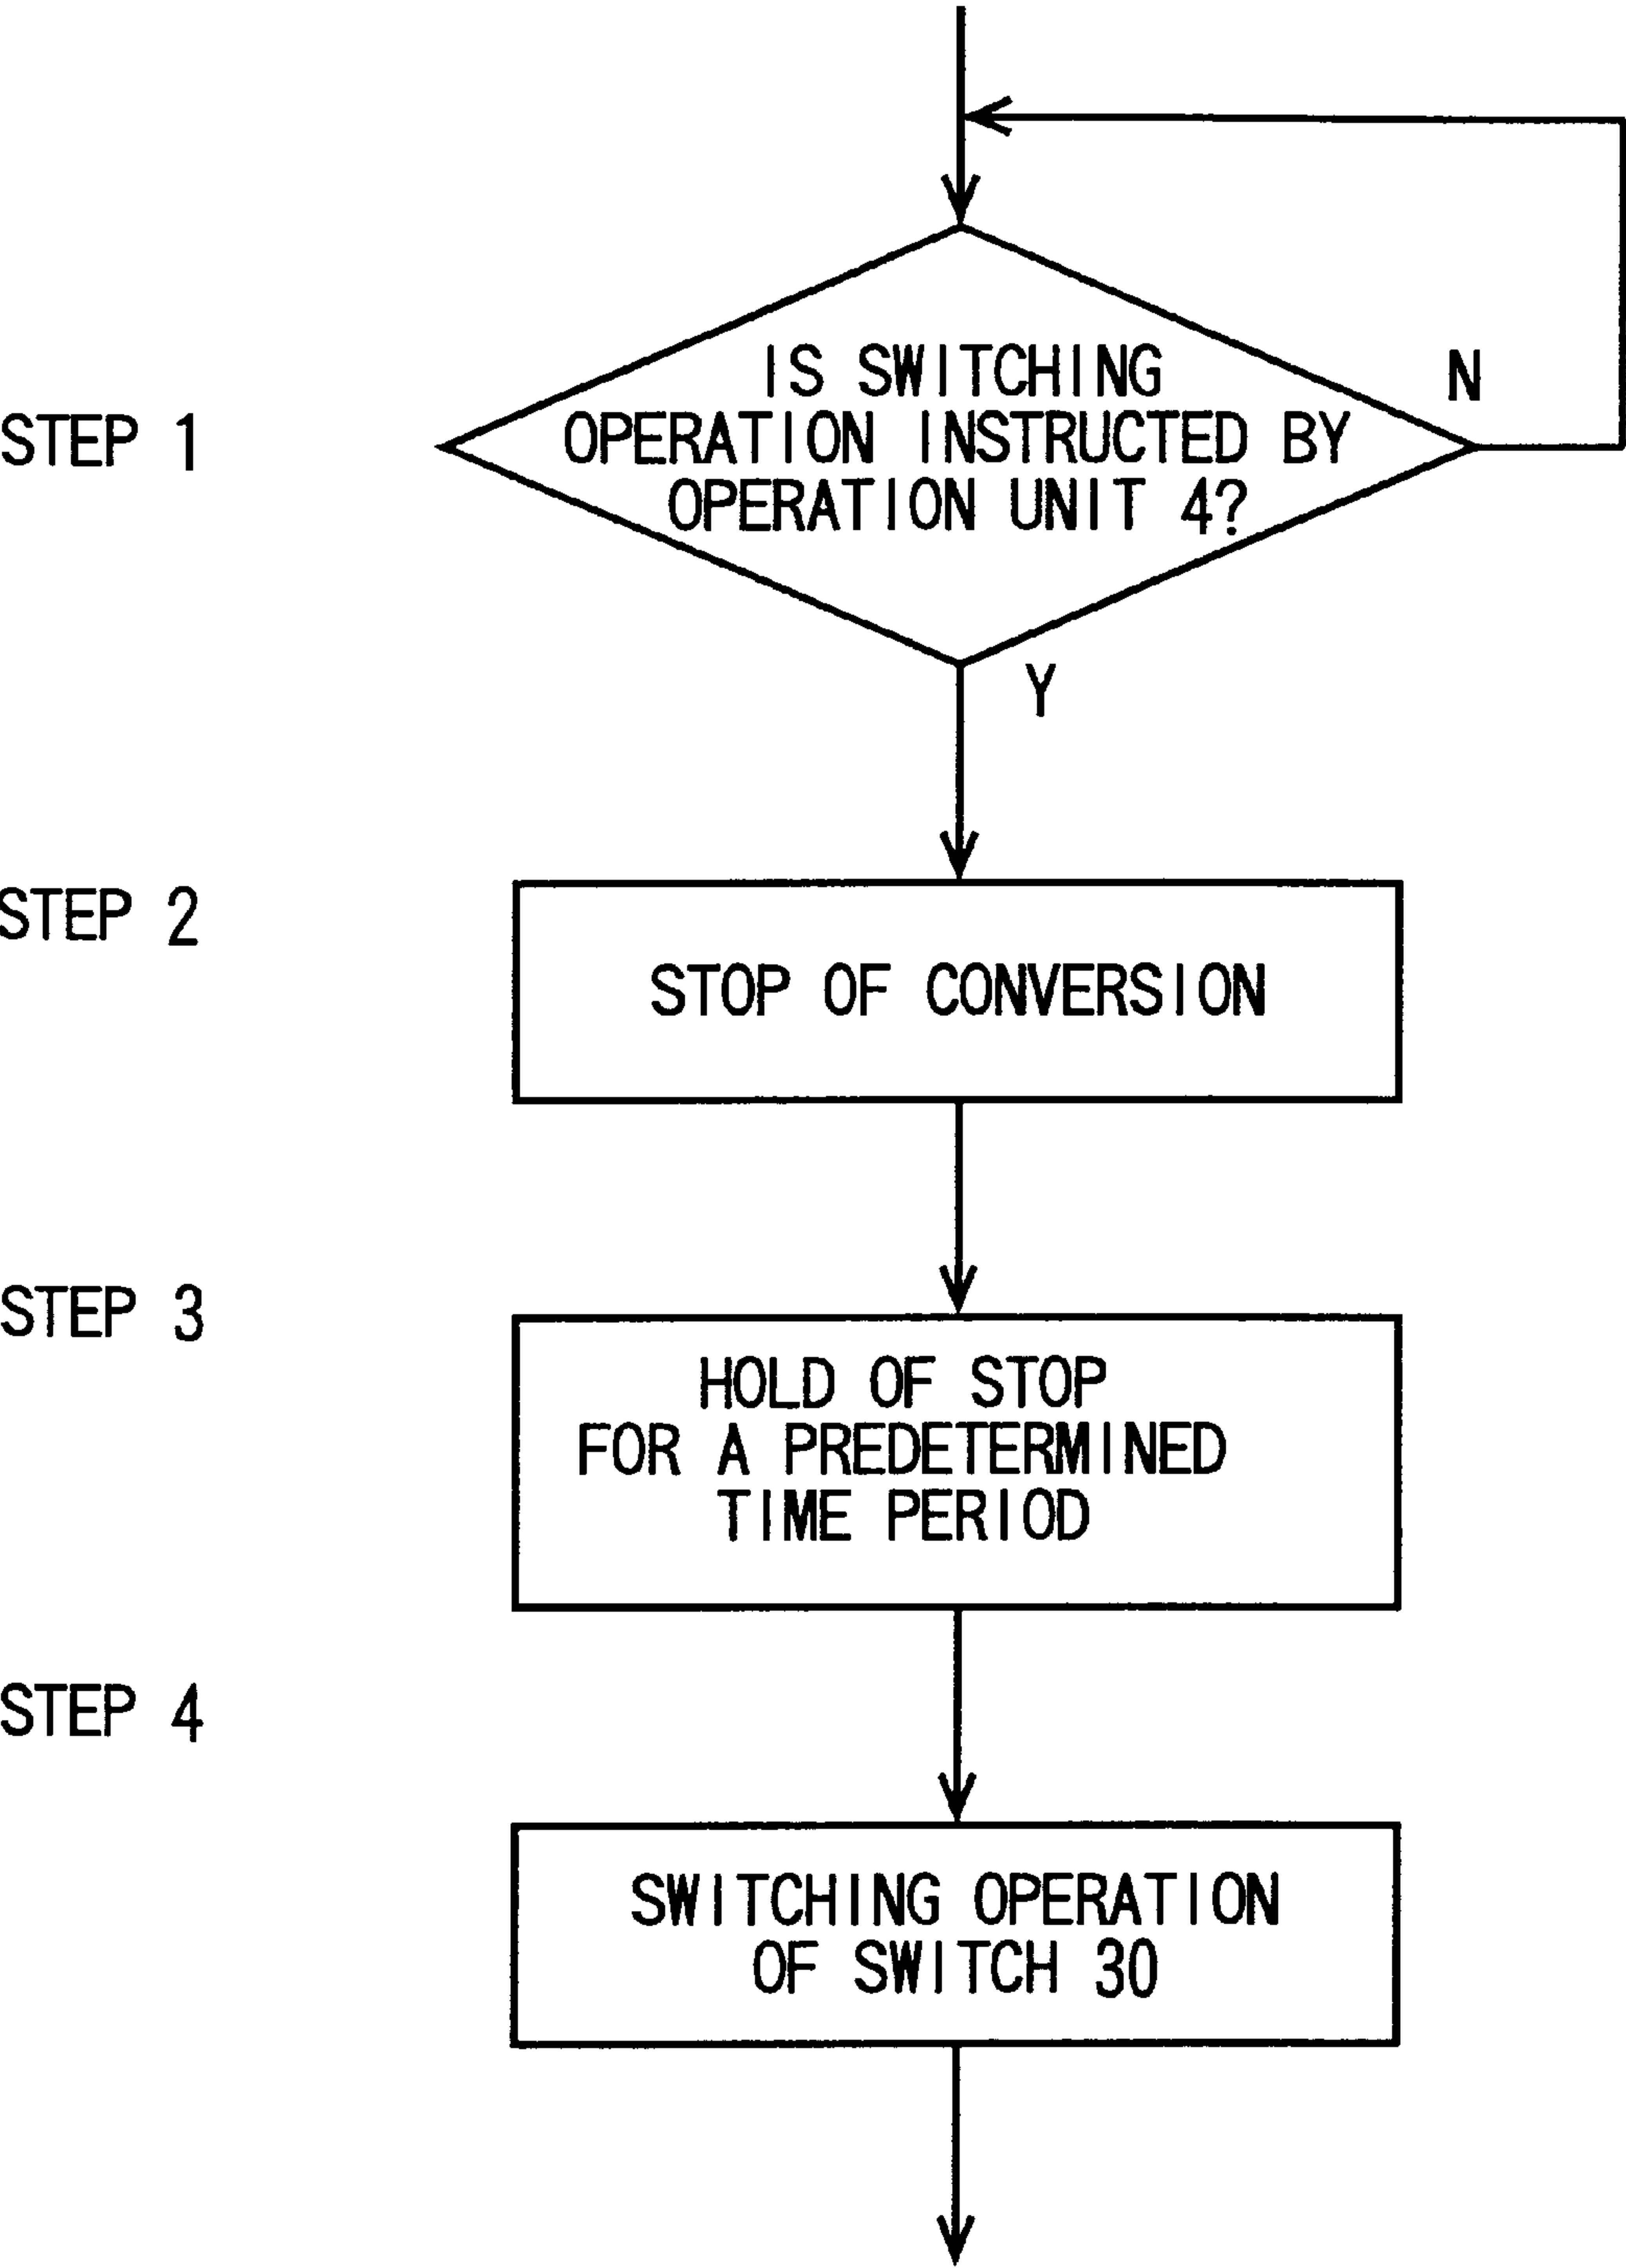 STEP 1
IS SWITCHING
OPERATION INSTRUCTED BY
OPERATION UNIT 4?
N
Y
STEP 2
STOP OF CONVERSION
STEP 3
HOLD OF STOP
FOR A PREDETERMINED
TIME PERIOD
STEP 4
SWITCHING OPERATION
OF SWITCH 30